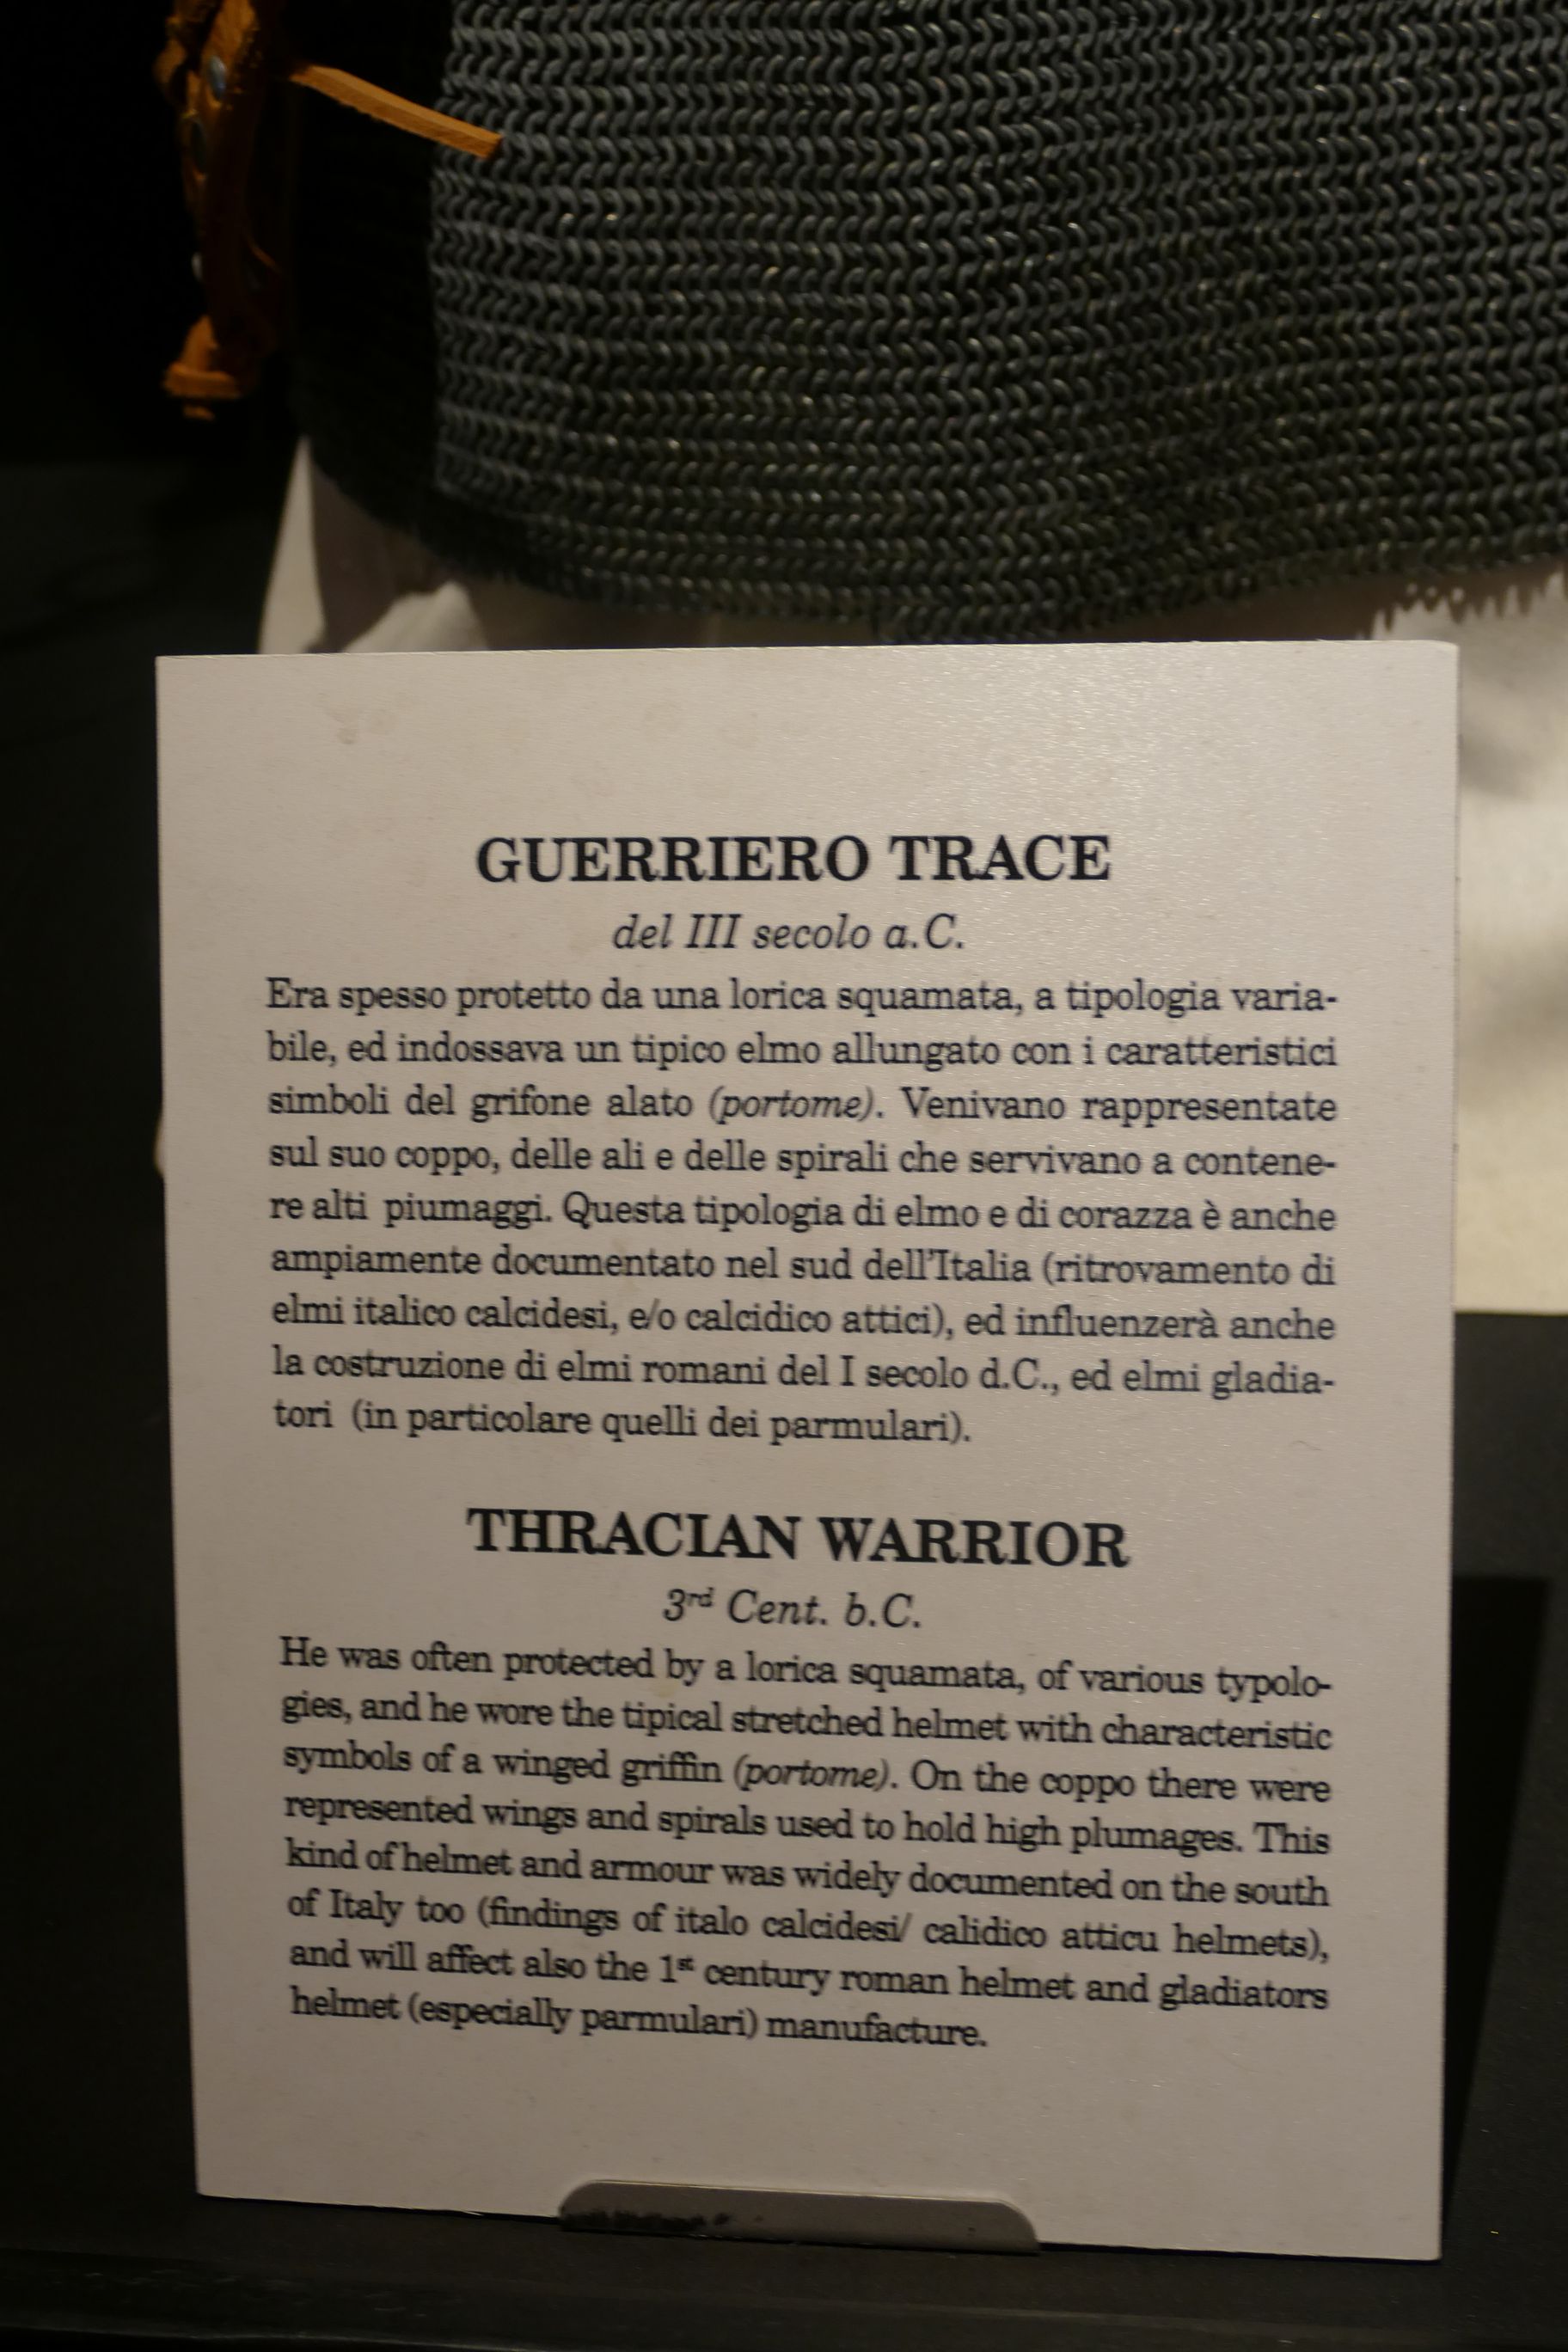 GUERRIERO TRACE
del III secolo a.C.
Era spesso protetto da una lorica squamata, a tipologia varia-
bile, ed indossava un tipico elmo allungato con i caratteristici
simboli del grifone alato (portome). Venivano rappresentate
sul suo coppo, delle ali e delle spirali che servivano a contene-
re alti piumaggi. Questa tipologia di elmo e di corazza è anche
ampiamente documentato nel sud dell'Italia (ritrovamento di
elmi italico calcidesi, e/o calcidico attici), ed influenzerà anche
la costruzione di elmi romani del I secolo d.C., ed elmi gladia-
tori (in particolare quelli dei parmulari).
THRACIAN WARRIOR
3rd Cent. b.C.
He was often protected by a lorica squamata, of various typolo-
gies, and he wore the tipical stretched helmet with characteristic
symbols of a winged griffin (portome). On the coppo there were
represented wings and spirals used to hold high plumages. This
kind of helmet and armour was widely documented on the south
of Italy too (findings of italo calcidesi/ calidico atticu helmets),
and will affect also the 1st century roman helmet and gladiators
helmet (especially parmulari) manufacture.